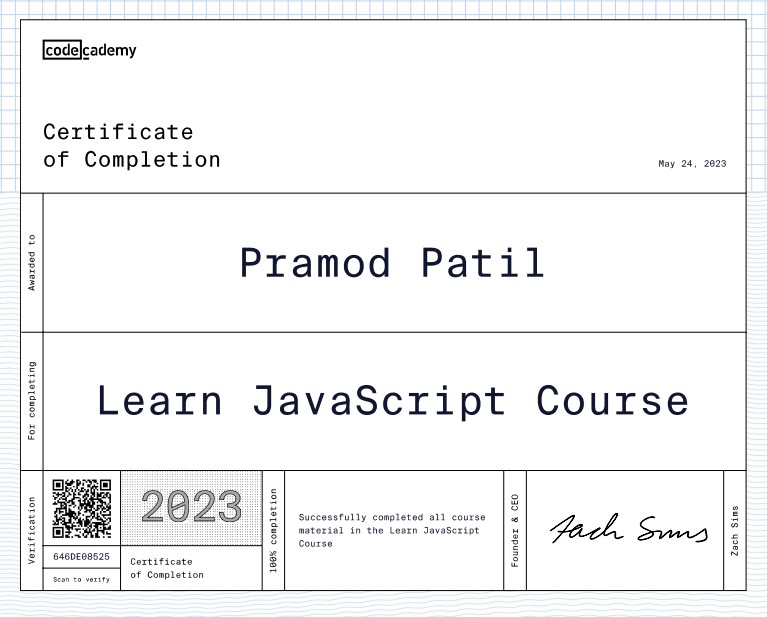 codecademy
Certificate
of Completion
May 24, 2023
Awarded to
Pramod Patil
For completing
Learn JavaScript Course
Verification
646DE08525
Scan to verify
2023
Certificate
of Completion
100% completion
Successfully completed all course
material in the Learn JavaScript
Course
Founder & CEO
Zach Sims
Zach Sims